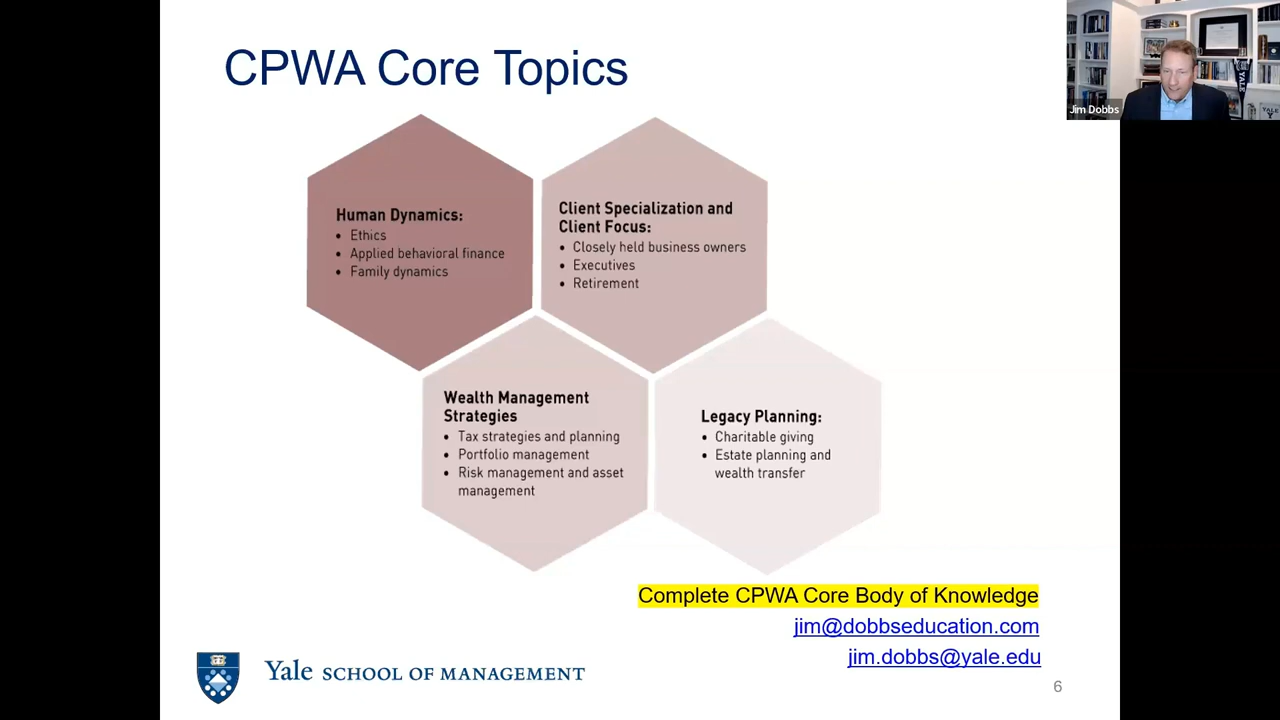 CPWA Core Topics
Jim Dobbs
YALE
YALE
Human Dynamics:
• Ethics
• Applied behavioral finance
• Family dynamics
Client Specialization and
Client Focus:
• Closely held business owners
• Executives
• Retirement
Wealth Management
Strategies
• Tax strategies and planning
• Portfolio management
• Risk management and asset
management
Legacy Planning:
• Charitable giving
• Estate planning and
wealth transfer
Complete CPWA Core Body of Knowledge
jim@dobbseducation.com
jim.dobbs@yale.edu
Yale SCHOOL OF MANAGEMENT
6